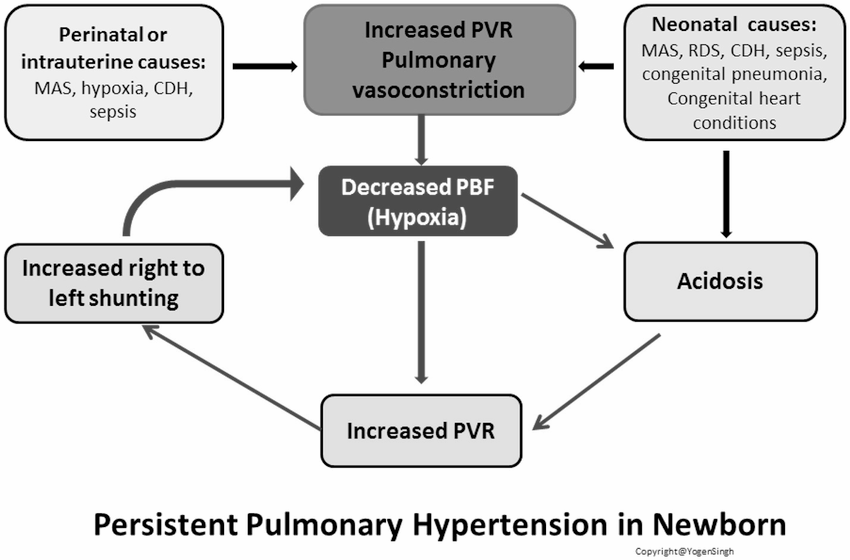 Perinatal or
intrauterine causes:
MAS, hypoxia, CDH,
sepsis
Increased PVR
Pulmonary
vasoconstriction
Neonatal causes:
MAS, RDS, CDH, sepsis,
congenital pneumonia,
Congenital heart
conditions
Decreased PBF
(Hypoxia)
Increased right to
left shunting
Acidosis
Increased PVR
Persistent Pulmonary Hypertension in Newborn
Copyright@YogenSingh